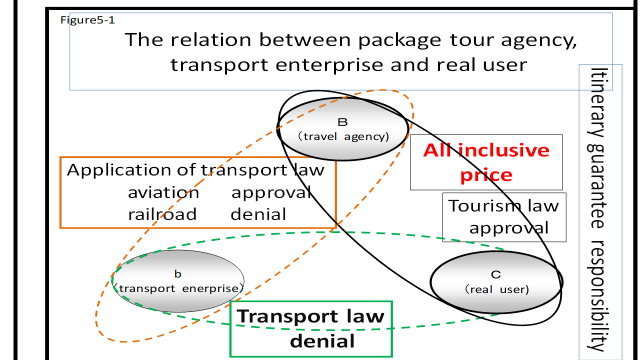 Figure5-1
The relation between package tour agency,
transport enterprise and real user
B
(travel agency)
All inclusive
price
Application of transport law
aviation approval
railroad denial
Tourism law
approval
b
(transport enerprise)
C
(real user)
Transport law
denial
Itinerary guarantee responsibility